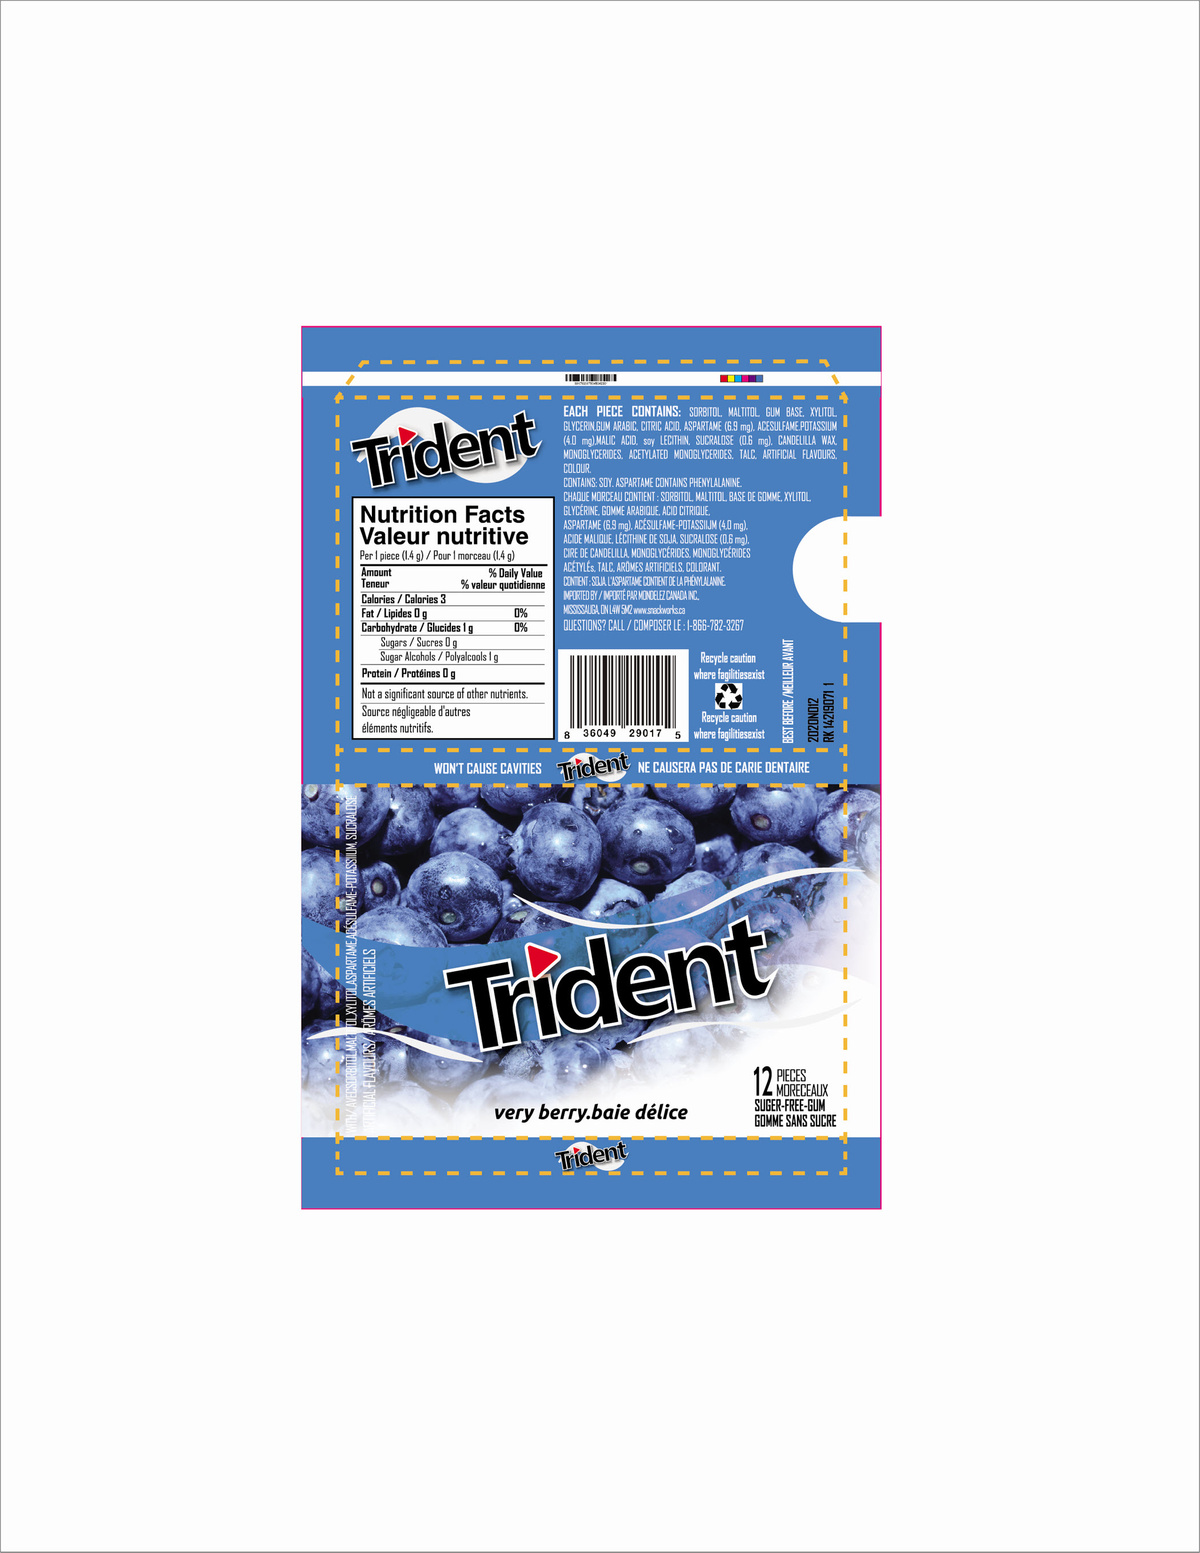 Trident
EACH PIECE CONTAINS: SORBITOL, MALTITOL, GUM BASE, XYLITOL,
GLYCERIN,GUM ARABIC, CITRIC ACID, ASPARTAME (6.9 mg), ACESULFAME.POTASSIUM
(4.0 mg).MALIC ACID, soy LECITHIN, SUCRALOSE (0.6 mg), CANDELILLA WAX,
MONOGLYCERIDES, ACETYLATED MONOGLYCERIDES, TALC, ARTIFICIAL FLAVOURS,
COLOUR.
CONTAINS: SOY. ASPARTAME CONTAINS PHENYLALANINE.
CHAQUE MORCEAU CONTIENT : SORBITOL, MALTITOL, BASE DE GOMME, XYLITOL,
GLYCÉRINE, GOMME ARABIQUE, ACID CITRIQUE,
ASPARTAME (6.9 mg), ACÉSULFAME-POTASSIIJM (4.0 mg),
ACIDE MALIQUE, LÉCITHINE DE SOJA, SUCRALOSE (0.6 mg),
CIRE DE CANDELILLA, MONOGLYCÉRIDES, MONOGLYCÉRIDES
ACÉTYLÉs, TALC, ARÔMES ARTIFICIELS, COLORANT.
CONTIENT : SOJA. L'ASPARTAME CONTIENT DE LA PHÉNYLALANINE.
IMPORTED BY / IMPORTÉ PAR MONDELEZ CANADA INC.,
MISSISSAUGA, ON L4W 5M2 www.snackworks.ca
QUESTIONS? CALL / COMPOSER LE : 1-866-782-3267
Nutrition Facts
Valeur nutritive
Per 1 piece (1.4 g) / Pour 1 morceau (1.4 g)
Amount % Daily Value
Teneur % valeur quotidienne
Calories / Calories 3
Fat / Lipides 0 g 0%
Carbohydrate / Glucides 1 g 0%
Sugars / Sucres 0 g
Sugar Alcohols / Polyalcools 1 g
Protein / Protéines 0 g
Not a significant source of other nutrients.
Source négligeable d'autres
éléments nutritifs.
8 36049 29017 5
Recycle caution
where fagilitiesexist
Recycle caution
where fagilitiesexist
BEST BEFORE /MEILLEUR AVANT
2020NO12
RK 14219071 1
WON'T CAUSE CAVITIES
Trident
NE CAUSERA PAS DE CARIE DENTAIRE
ASPARTAME,ACÉSULFAME-POTASSIIUM, SUCRALOSE
FLAVOURS/ ARÔMES ARTIFICIELS
Trident
12 PIECES
MORECEAUX
SUGER-FREE-GUM
GOMME SANS SUCRE
very berry.baie délice
Trident